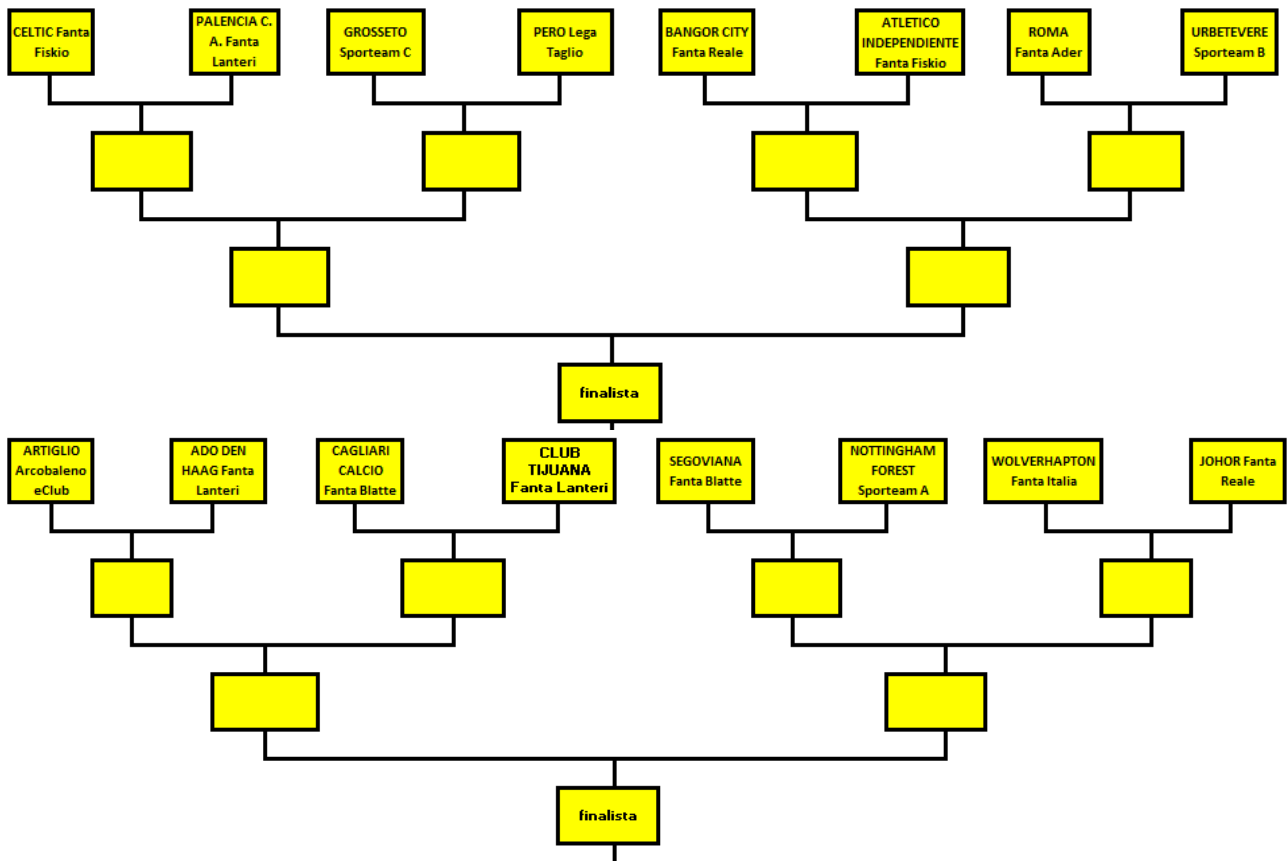 CELTIC Fanta
Fiskio
PALENCIA C.
A. Fanta
Lanteri
GROSSETO
Sporteam C
PERO Lega
Taglio
BANGOR CITY
Fanta Reale
ATLETICO
INDEPENDIENTE
Fanta Fiskio
ROMA
Fanta Ader
URBETEVERE
Sporteam B
finalista
ARTIGLIO
Arcobaleno
eClub
ADO DEN
HAAG Fanta
Lanteri
CAGLIARI
CALCIO
Fanta Blatte
CLUB
TIJUANA
Fanta Lanteri
SEGOVIANA
Fanta Blatte
NOTTINGHAM
FOREST
Sporteam A
WOLVERHAPTON
Fanta Italia
JOHOR Fanta
Reale
finalista